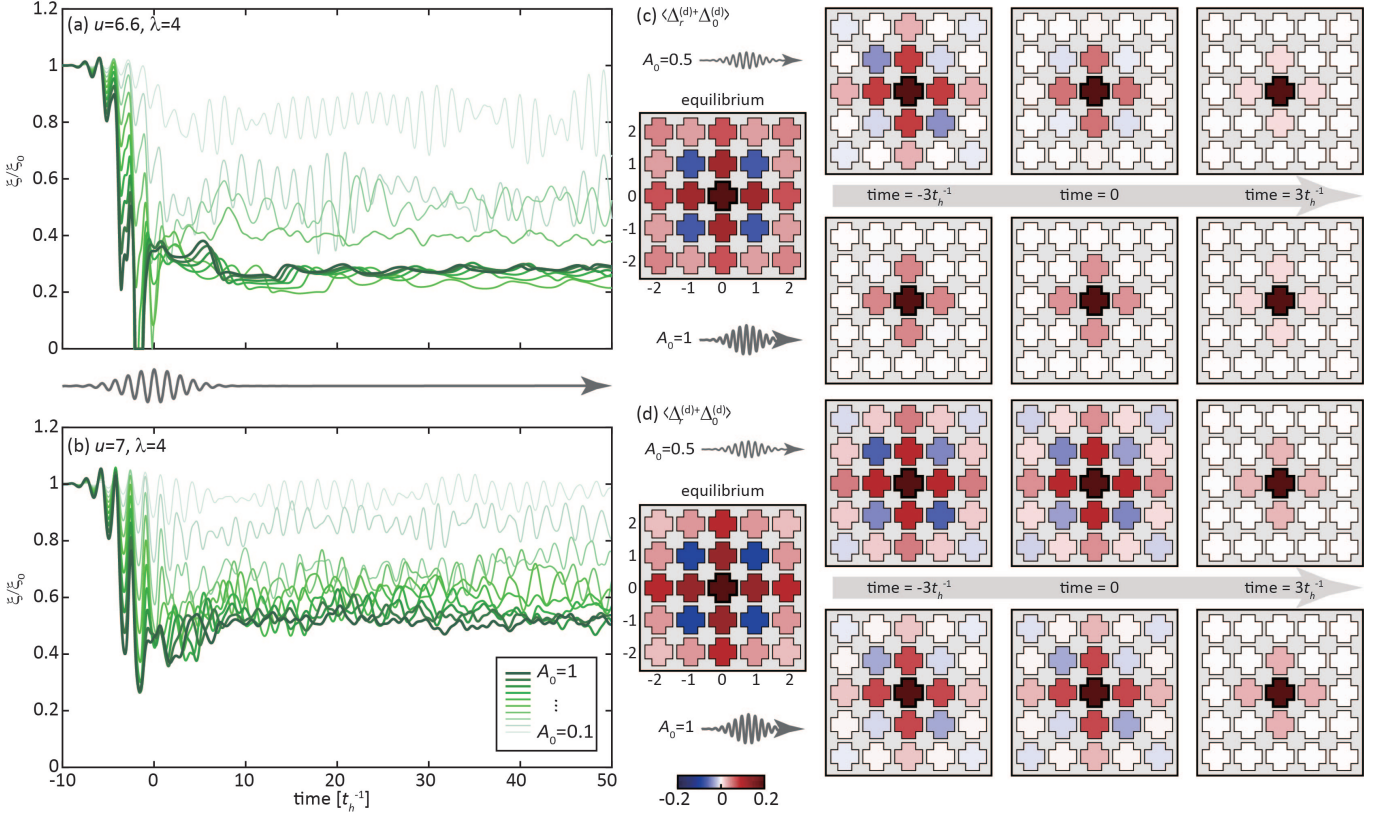 (a) u=6.6, λ=4
1.2
1
0.8
0.6
0.4
0.2
0
ξ/ξ₀
(b) u=7, λ=4
1.2
1
0.8
0.6
0.4
0.2
0
ξ/ξ₀
A₀=1
...
A₀=0.1
-10 0 10 20 30 40 50
time [tₕ⁻¹]
(c) ⟨Δᵣ⁽ᵈ⁾⁺Δ₀⁽ᵈ⁾⟩
A₀=0.5
equilibrium
2
1
0
-1
-2
-2 -1 0 1 2
A₀=1
time = -3tₕ⁻¹ time = 0 time = 3tₕ⁻¹
(d) ⟨Δᵣ⁽ᵈ⁾⁺Δ₀⁽ᵈ⁾⟩
A₀=0.5
equilibrium
2
1
0
-1
-2
-2 -1 0 1 2
A₀=1
-0.2 0 0.2
time = -3tₕ⁻¹ time = 0 time = 3tₕ⁻¹